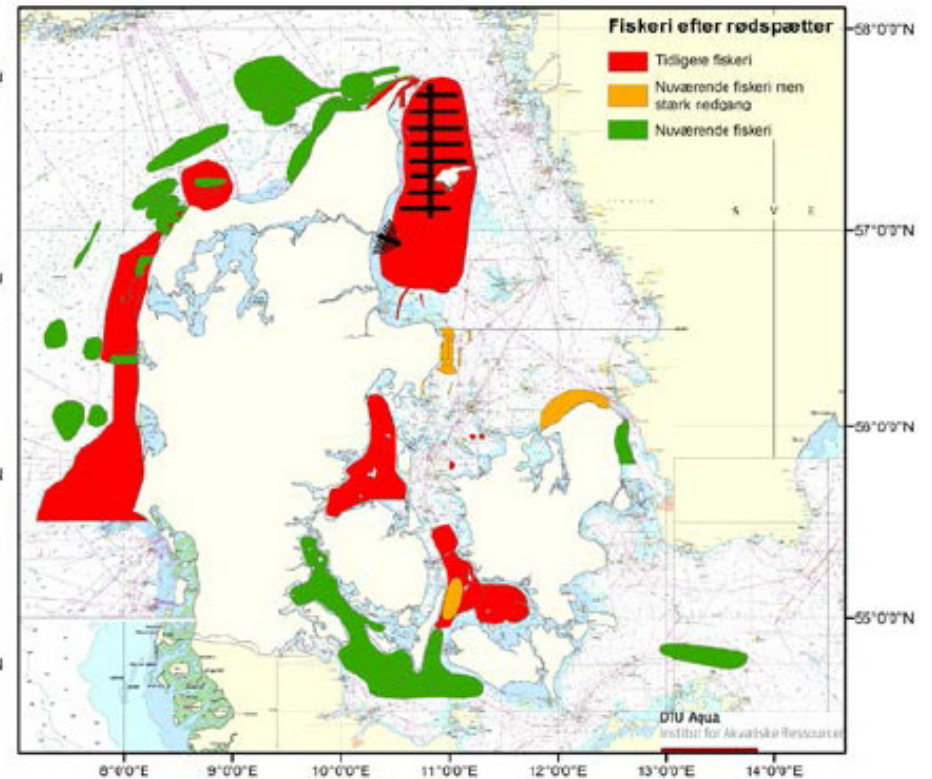 Fiskeri efter rødspætter
Tidligere fiskeri
Nuværende fiskeri men
stærk nedgang
Nuværende fiskeri
58°0'0"N
57°0'0"N
S V E
56°0'0"N
55°0'0"N
DTU Aqua
Institut for Akvatiske Ressourcer
8°0'0"E 9°0'0"E 10°0'0"E 11°0'0"E 12°0'0"E 13°0'0"E 14°0'0"E